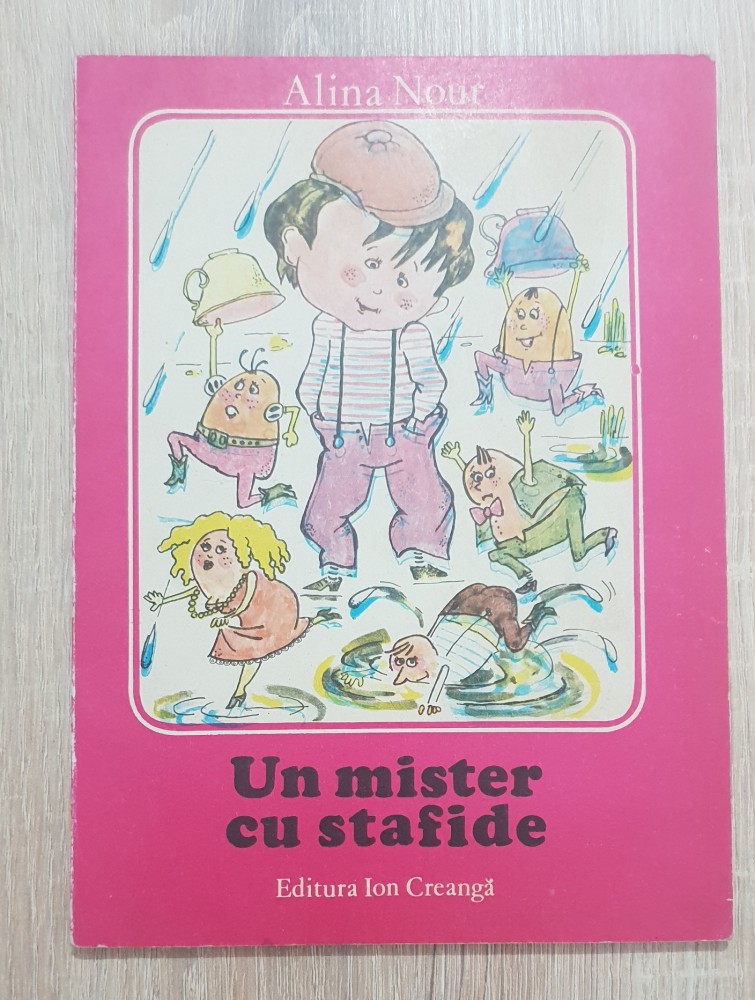 Alina Nour
Un mister
cu stafide
Editura Ion Creangă